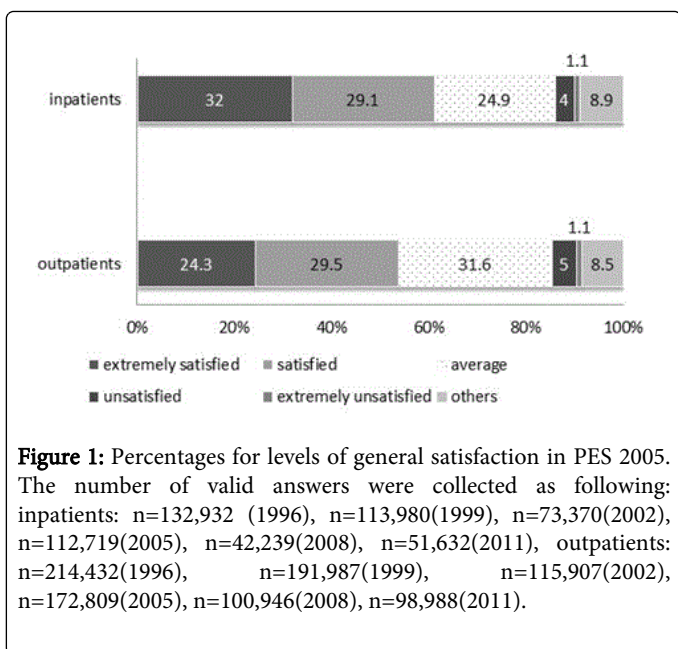 1.1
inpatients 32 29.1 24.9 4 8.9
1.1
outpatients 24.3 29.5 31.6 5 8.5
0% 20% 40% 60% 80% 100%
extremely satisfied satisfied average
unsatisfied extremely unsatisfied others
Figure 1: Percentages for levels of general satisfaction in PES 2005.
The number of valid answers were collected as following:
inpatients: n=132,932 (1996), n=113,980(1999), n=73,370(2002),
n=112,719(2005), n=42,239(2008), n=51,632(2011), outpatients:
n=214,432(1996), n=191,987(1999), n=115,907(2002),
n=172,809(2005), n=100,946(2008), n=98,988(2011).